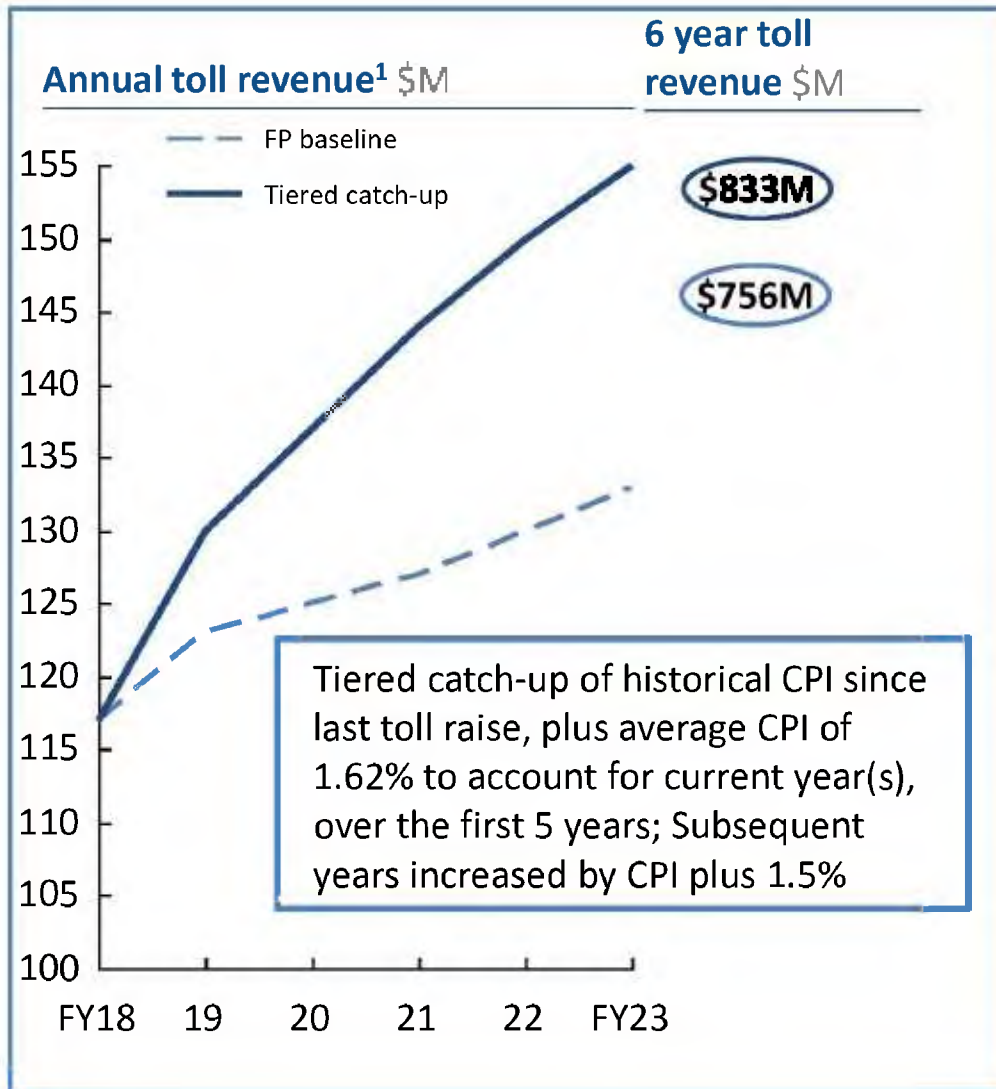 Annual toll revenue¹ $M
6 year toll
revenue $M
FP baseline
Tiered catch-up
155
150
145
140
135
130
125
120
115
110
105
100
$833M
$756M
Tiered catch-up of historical CPI since
last toll raise, plus average CPI of
1.62% to account for current year(s),
over the first 5 years; Subsequent
years increased by CPI plus 1.5%
FY18 19 20 21 22 FY23